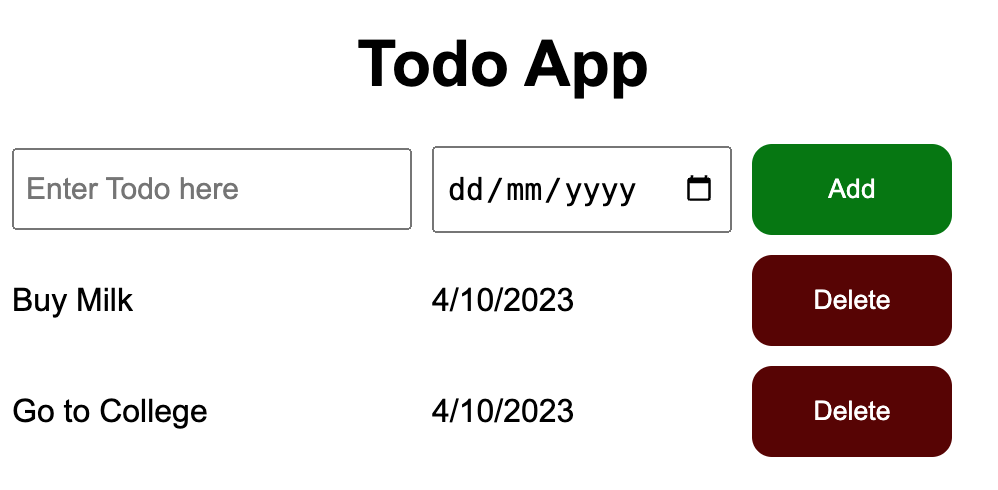 Todo App
Enter Todo here dd/mm/yyyy Add
Buy Milk 4/10/2023 Delete
Go to College 4/10/2023 Delete